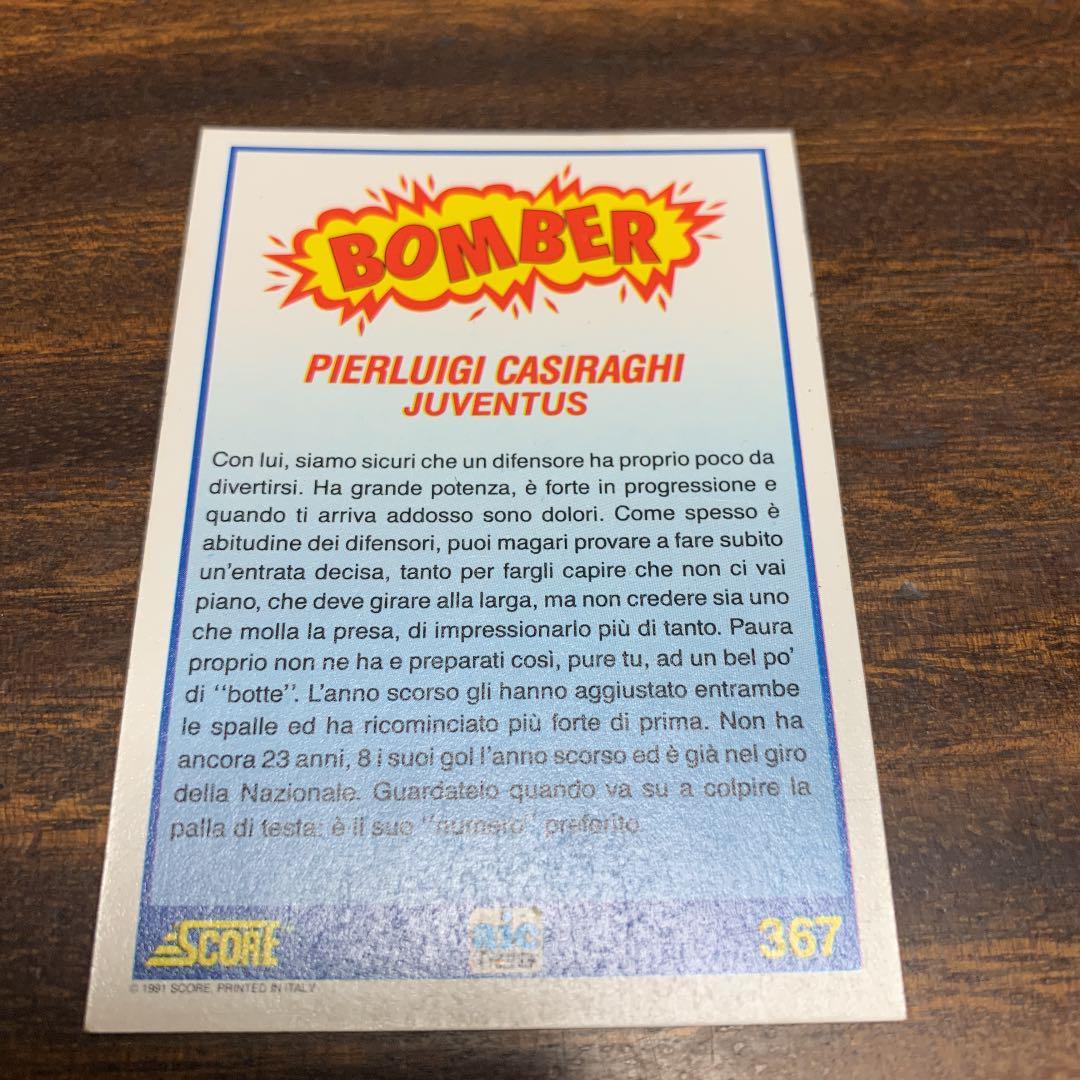 BOMBER
PIERLUIGI CASIRAGHI
JUVENTUS
Con lui, siamo sicuri che un difensore ha proprio poco da
divertirsi. Ha grande potenza, è forte in progressione e
quando ti arriva addosso sono dolori. Come spesso è
abitudine dei difensori, puoi magari provare a fare subito
un'entrata decisa, tanto per fargli capire che non ci vai
piano, che deve girare alla larga, ma non credere sia uno
che molla la presa, di impressionarlo più di tanto. Paura
proprio non ne ha e preparati così, pure tu, ad un bel po'
di "botte". L'anno scorso gli hanno aggiustato entrambe
le spalle ed ha ricominciato più forte di prima. Non ha
ancora 23 anni, 8 i suoi gol l'anno scorso ed è già nel giro
della Nazionale. Guardatelo quando va su a colpire la
palla di testa: è il suo "numero" preferito.
SCORE
AIC
367
© 1991 SCORE, PRINTED IN ITALY